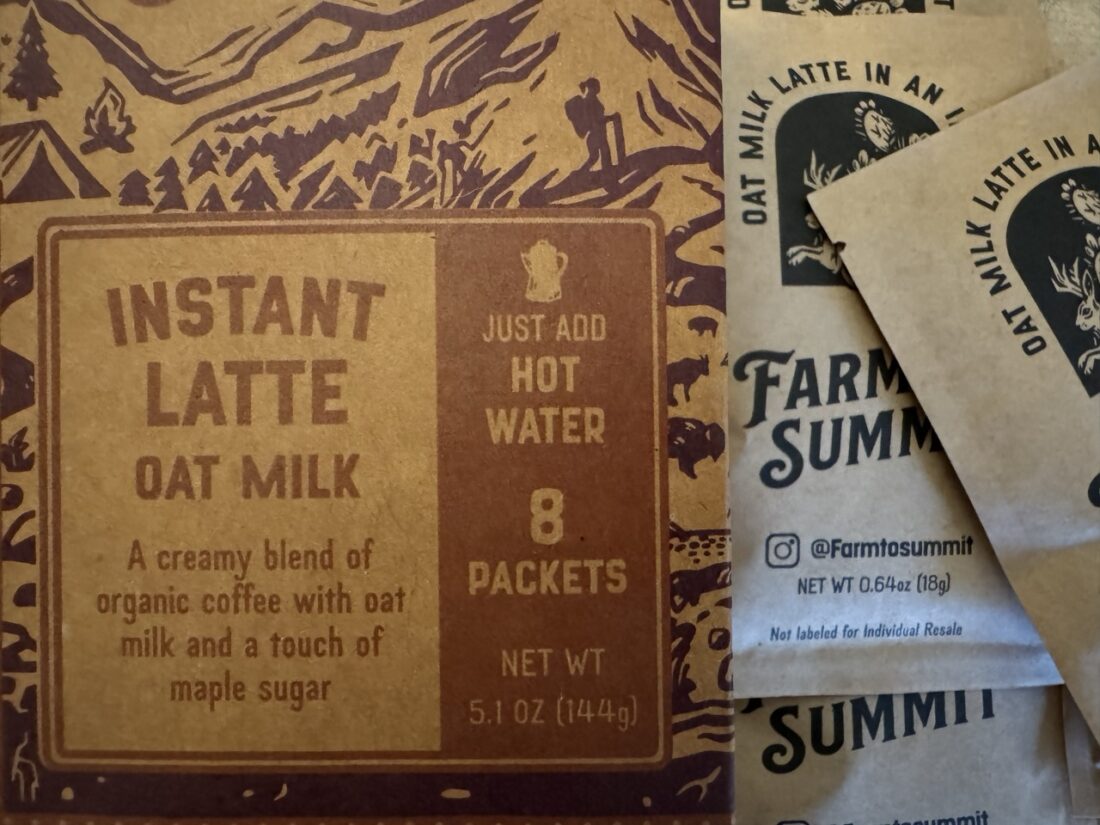 INSTANT
LATTE
OAT MILK
A creamy blend of
organic coffee with oat
milk and a touch of
maple sugar
JUST ADD
HOT
WATER
8
PACKETS
NET WT
5.1 OZ (144g)
OAT MILK LATTE IN AN
FARM
SUMM
@Farmtosummit
NET WT 0.64oz (18g)
Not labeled for Individual Resale
SUMMIT
@Farmtosummit
OAT MILK LATTE IN A